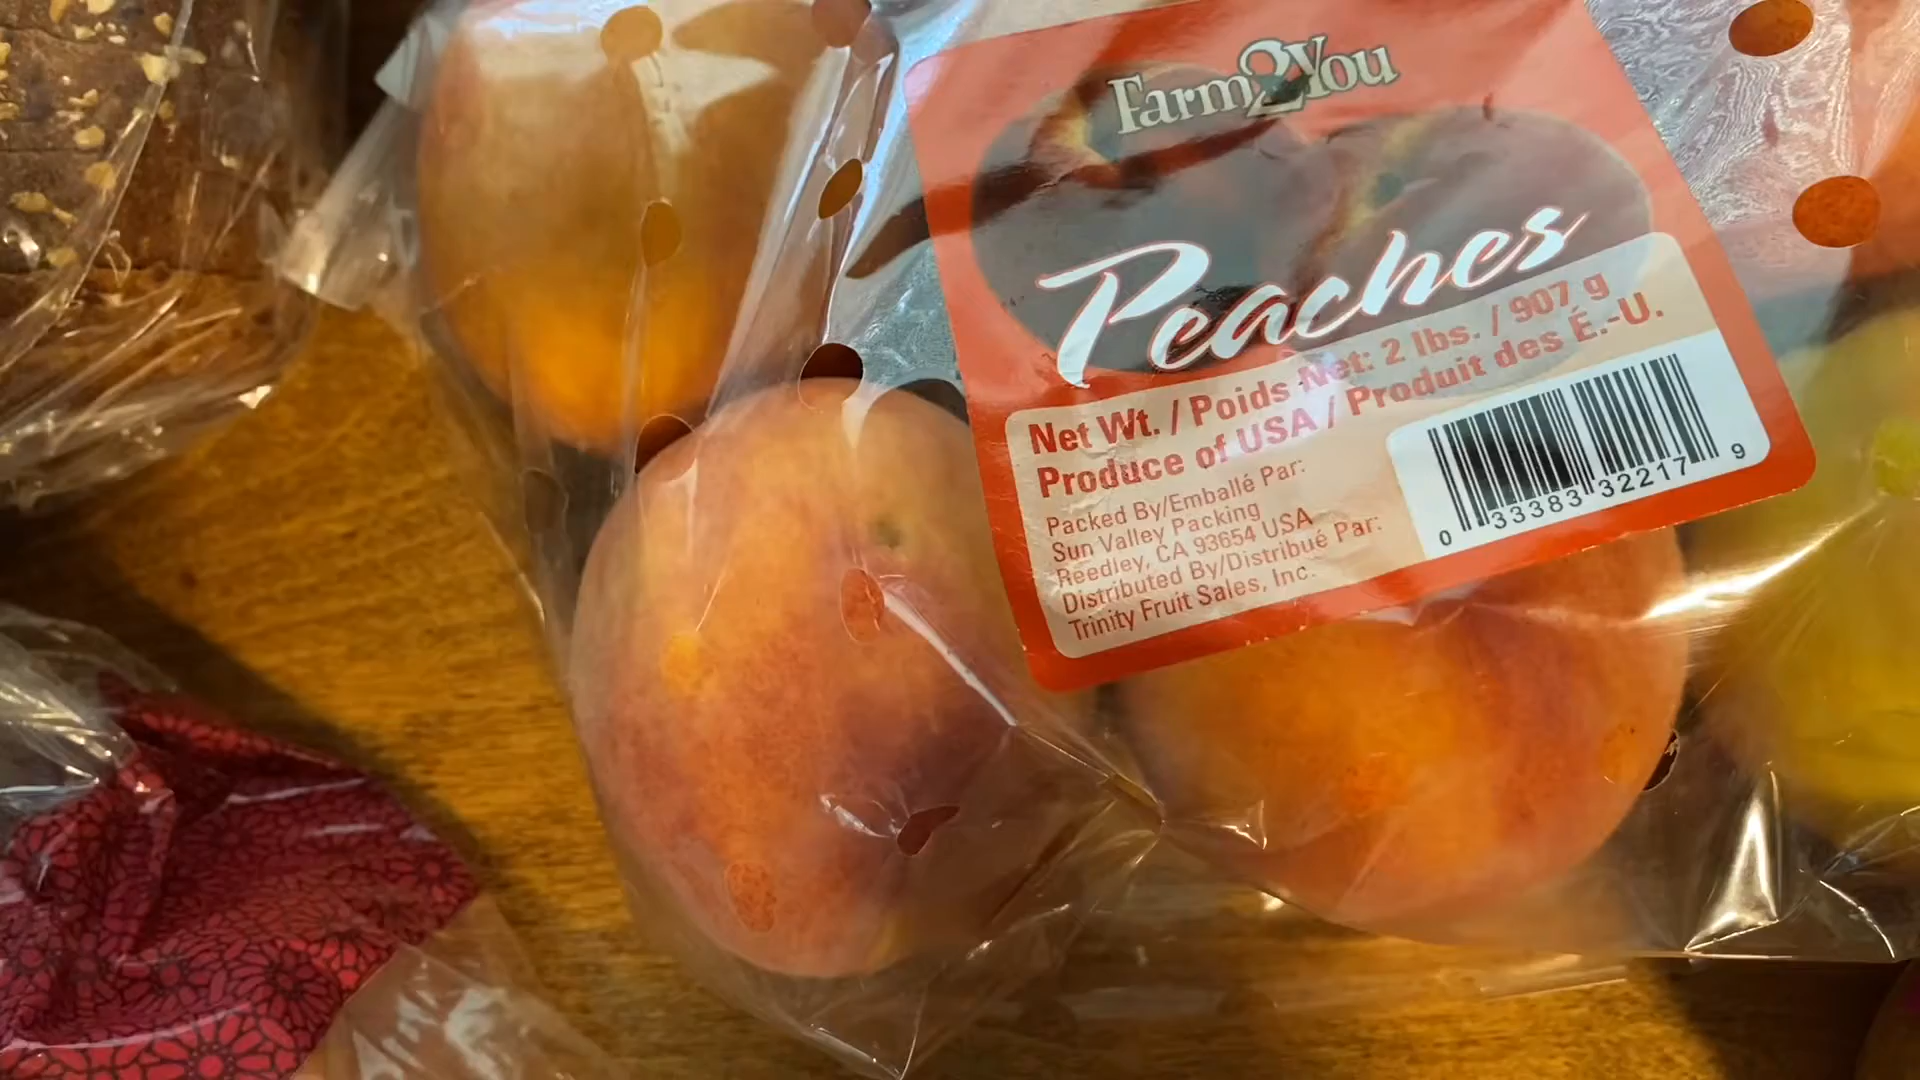 Farm2You
Peaches
Net Wt. / Poids Net: 2 lbs. / 907 g
Produce of USA / Produit des É.-U.
Packed By/Emballé Par:
Sun Valley Packing
Reedley, CA 93654 USA
Distributed By/Distribué Par:
Trinity Fruit Sales, Inc.
0 33383 32217 9